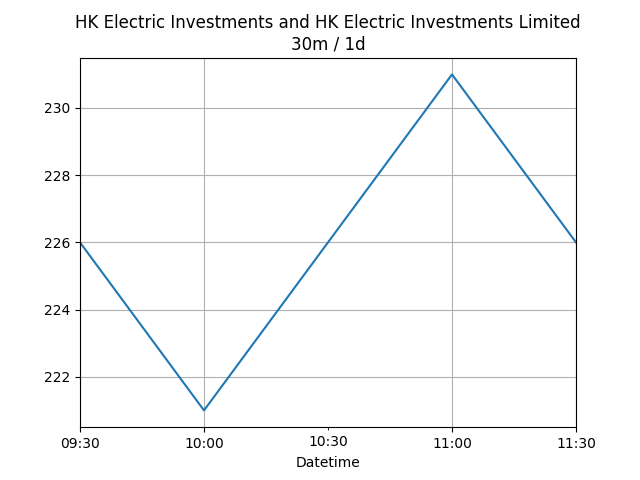 HK Electric Investments and HK Electric Investments Limited
30m / 1d
230
228
226
224
222
09:30 10:00 10:30 11:00 11:30
Datetime